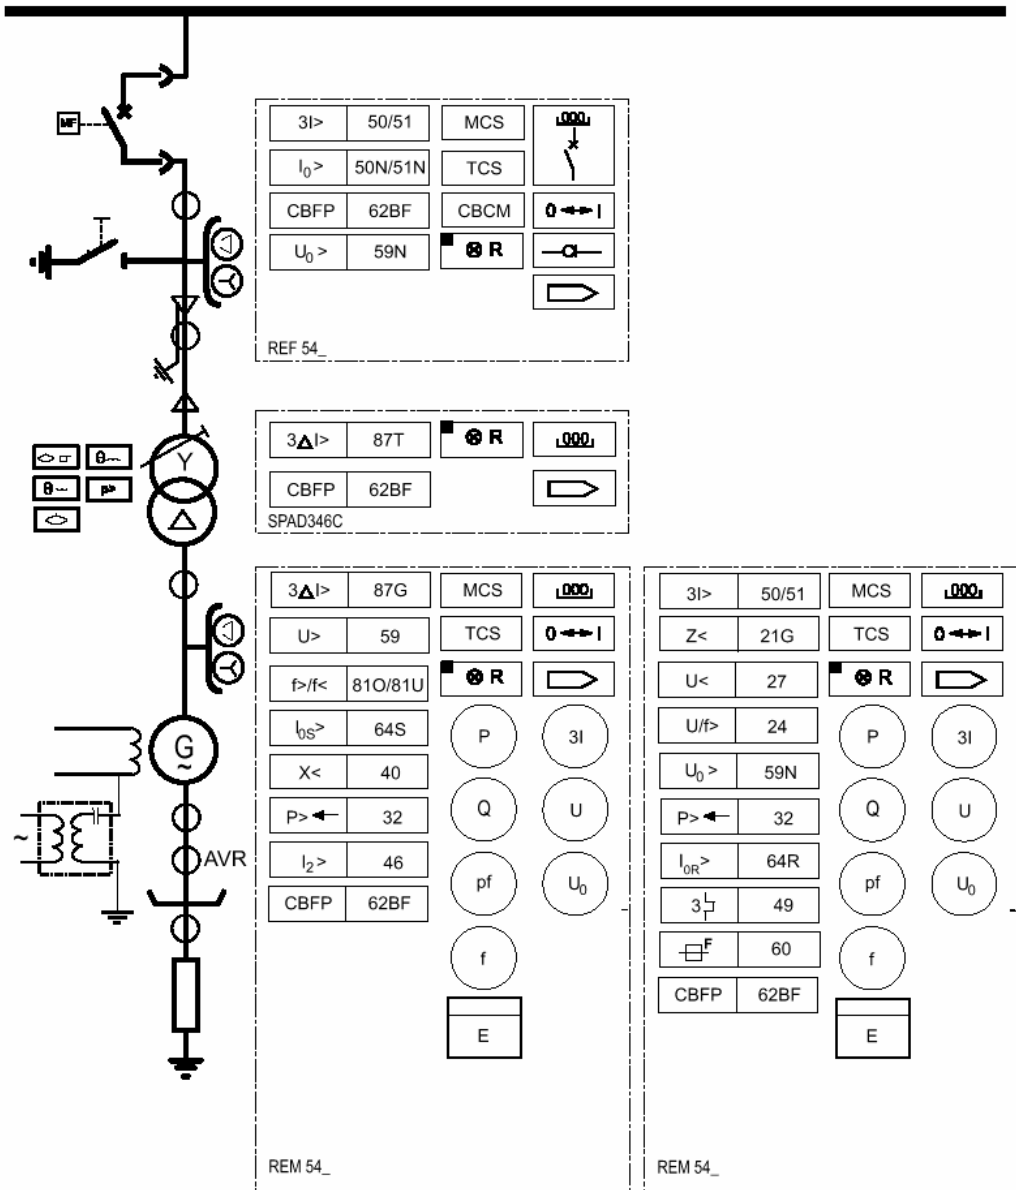 MF
3I> 50/51 MCS
I₀> 50N/51N TCS
CBFP 62BF CBCM 0 I
U₀> 59N R
REF 54_
3ΔI> 87T R
CBFP 62BF
SPAD346C
Y
Δ
θ
θ
p>
G
~
~
AVR
3ΔI> 87G MCS
U> 59 TCS 0 I
f>/f< 81O/81U R
I0S> 64S P 3I
X< 40
P> 32 Q U
I₂> 46
CBFP 62BF pf U₀
f
E
REM 54_
3I> 50/51 MCS
Z< 21G TCS 0 I
U< 27 R
U/f> 24 P 3I
U₀> 59N
P> 32 Q U
I0R> 64R
3 49 pf U₀
F 60 f
CBFP 62BF
E
REM 54_